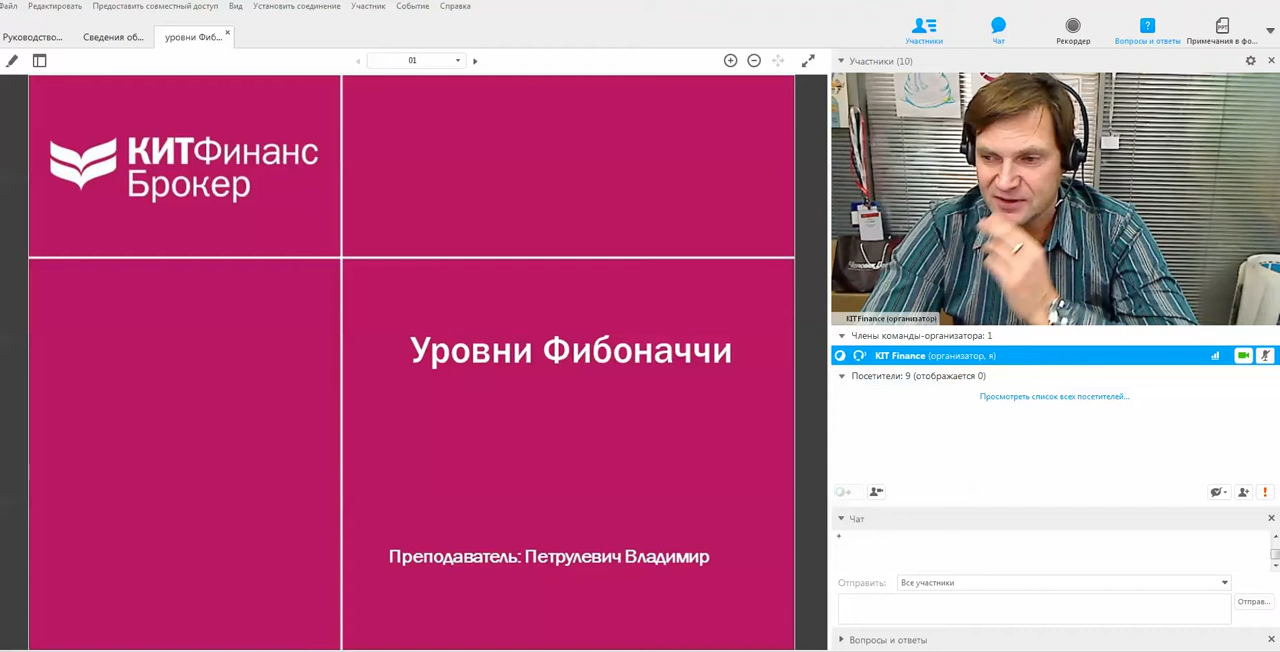 Файл Редактировать Предоставить совместный доступ Вид Установить соединение Участник Событие Справка
Руководство... Сведения об... уровни Фиб...
Участники
Чат
Рекордер
Вопросы и ответы
Примечания в фо...
01
Участники (10)
КИТФинанс
Брокер
Уровни Фибоначчи
Преподаватель: Петрулевич Владимир
KIT Finance (организатор)
Члены команды-организатора: 1
KIT Finance (организатор, я)
Посетители: 9 (отображается 0)
Просмотреть список всех посетителей...
Чат
+
Отправить: Все участники
Отправ...
Вопросы и ответы